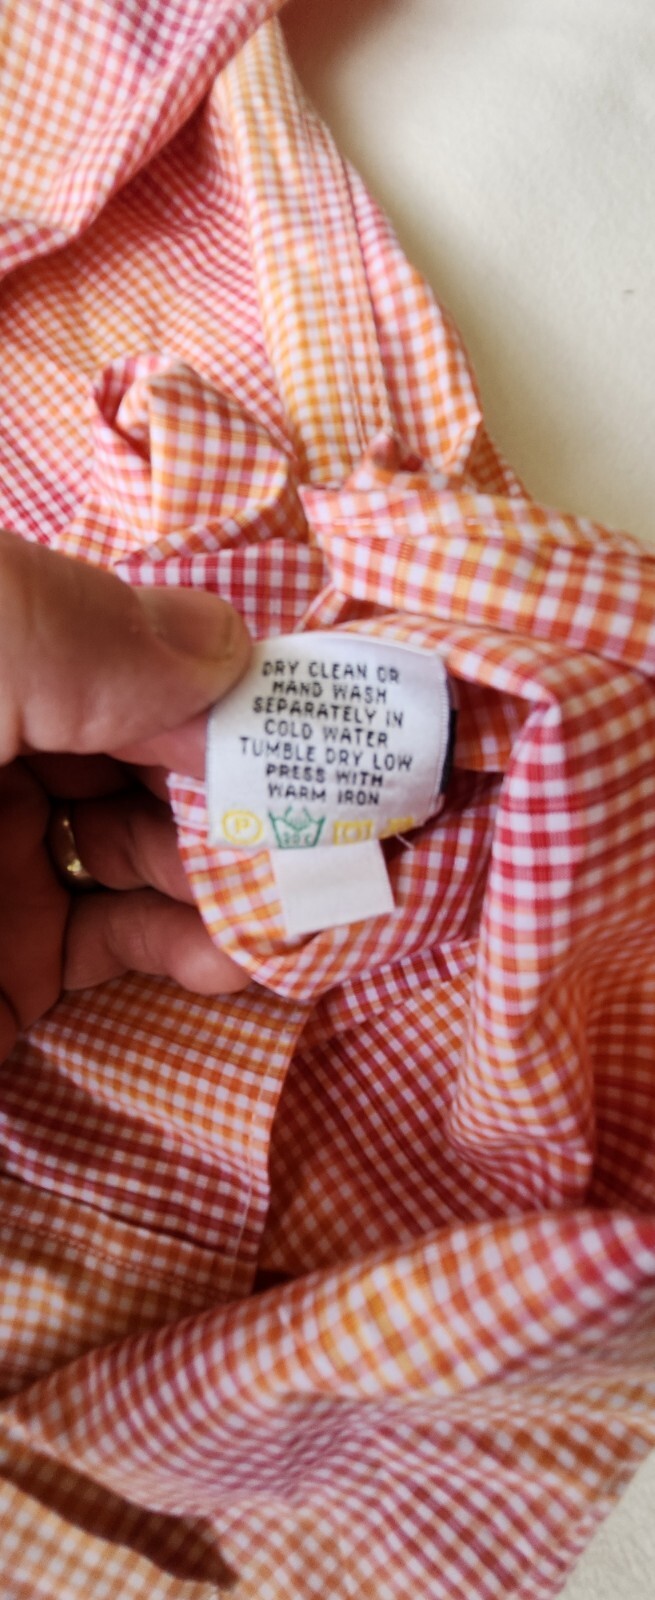 DRY CLEAN OR
HAND WASH
SEPARATELY IN
COLD WATER
TUMBLE DRY LOW
PRESS WITH
WARM IRON
P